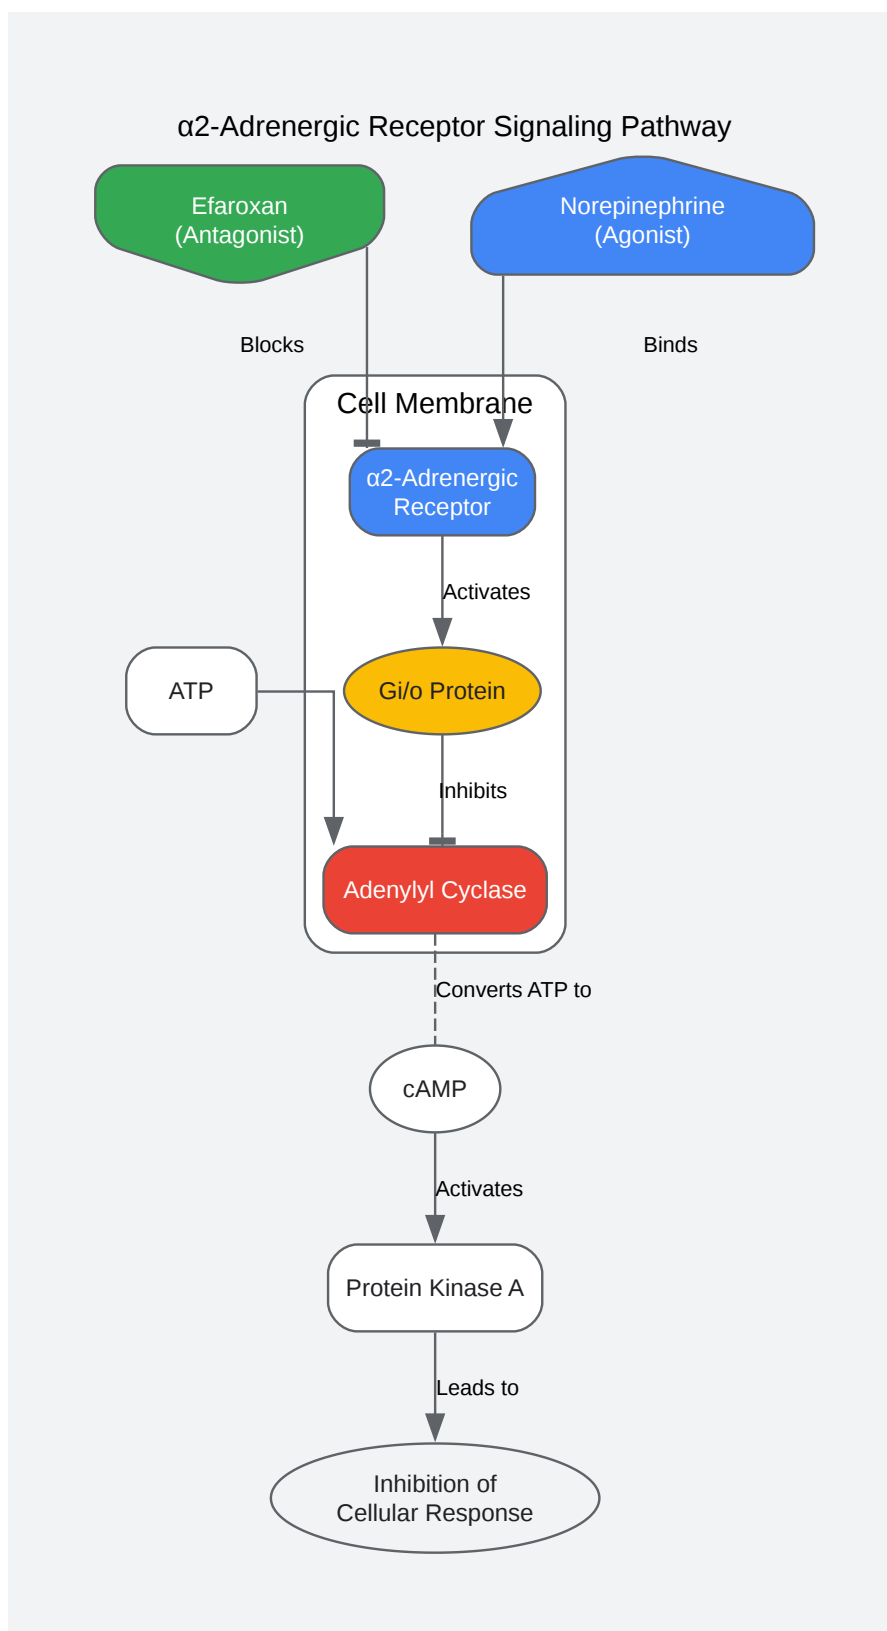 α2-Adrenergic Receptor Signaling Pathway
Efaroxan
(Antagonist)
Norepinephrine
(Agonist)
Blocks
Binds
Cell Membrane
α2-Adrenergic
Receptor
Activates
ATP
Gi/o Protein
Inhibits
Adenylyl Cyclase
Converts ATP to
cAMP
Activates
Protein Kinase A
Leads to
Inhibition of
Cellular Response